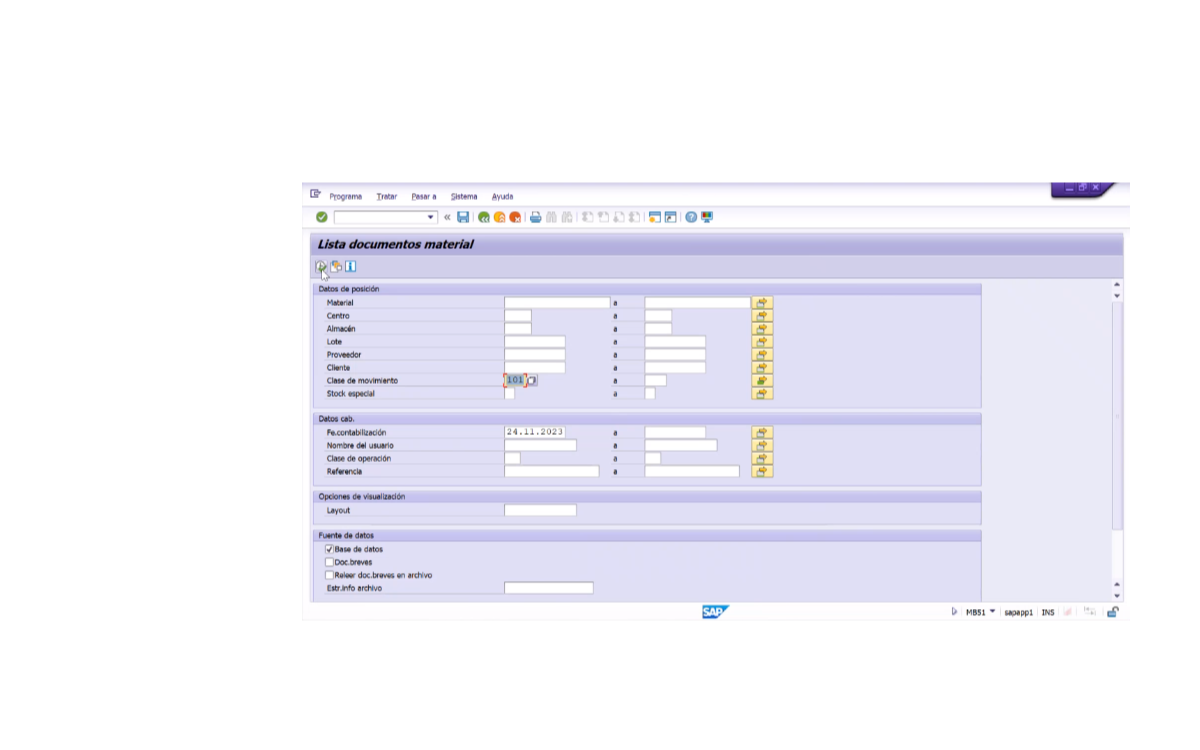 Programa Tratar Pasar a Sistema Ayuda
Lista documentos material
Datos de posición
Material a
Centro a
Almacén a
Lote a
Proveedor a
Cliente a
Clase de movimiento 101 a
Stock especial a
Datos cab.
Fe.contabilización 24.11.2023 a
Nombre del usuario a
Clase de operación a
Referencia a
Opciones de visualización
Layout
Fuente de datos
Base de datos
Doc.breves
Releer doc.breves en archivo
Estr.info archivo
SAP MB51 sapapp1 INS